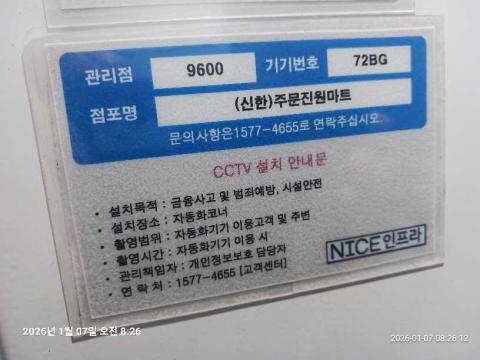 관리점 9600 기기번호 72BG
점포명 (신한)주문진원마트
문의사항은1577-4655로 연락주십시오.
CCTV 설치 안내문
• 설치목적 : 금융사고 및 범죄예방, 시설안전
• 설치장소 : 자동화코너
• 촬영범위 : 자동화기기 이용고객 및 주변
• 촬영시간 : 자동화기기 이용 시
• 관리책임자 : 개인정보보호 담당자
• 연 락 처 : 1577-4655 [고객센터]
NICE인프라
2026년 1월 07일 오전 8:26
2026-01-07 08:26:12